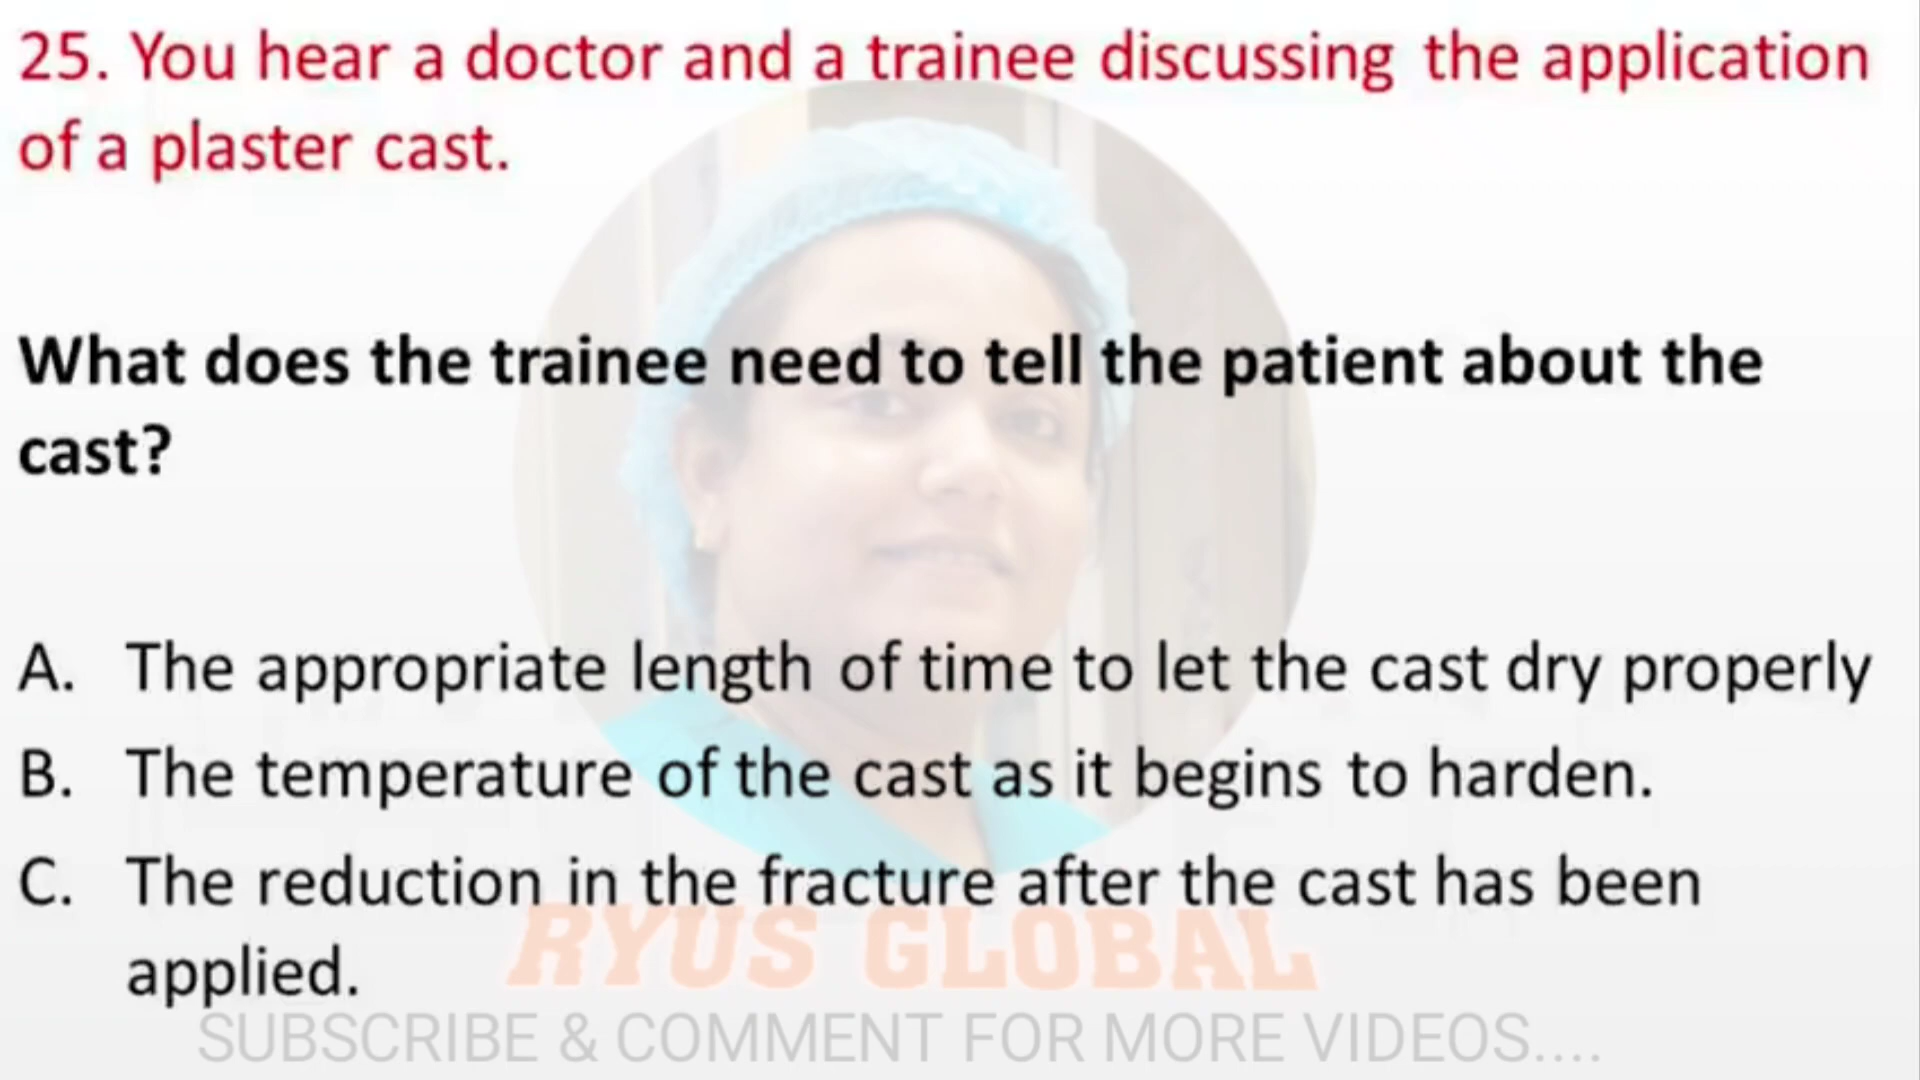 25. You hear a doctor and a trainee discussing the application
of a plaster cast.
What does the trainee need to tell the patient about the
cast?
A. The appropriate length of time to let the cast dry properly
B. The temperature of the cast as it begins to harden.
C. The reduction in the fracture after the cast has been
applied.
RYUS GLOBAL
SUBSCRIBE & COMMENT FOR MORE VIDEOS....